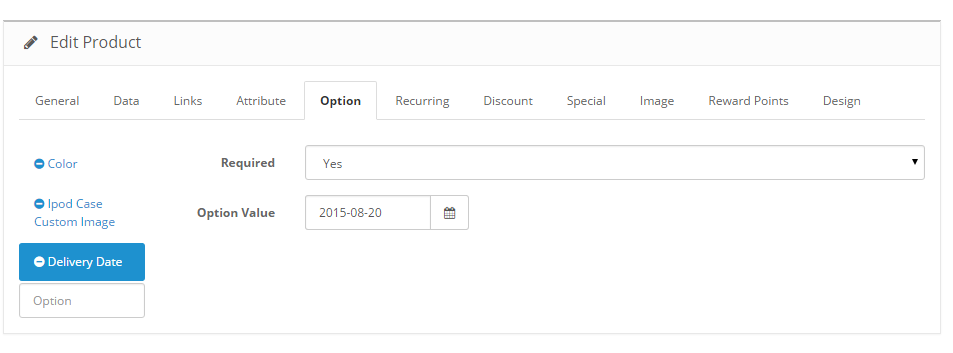 Edit Product
General Data Links Attribute Option Recurring Discount Special Image Reward Points Design
Color Required Yes
Ipod Case
Custom Image
Option Value 2015-08-20
Delivery Date
Option